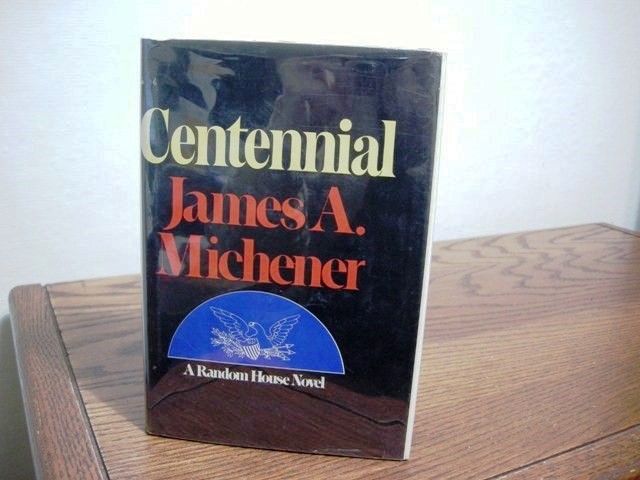 Centennial
James A.
Michener
A Random House Novel